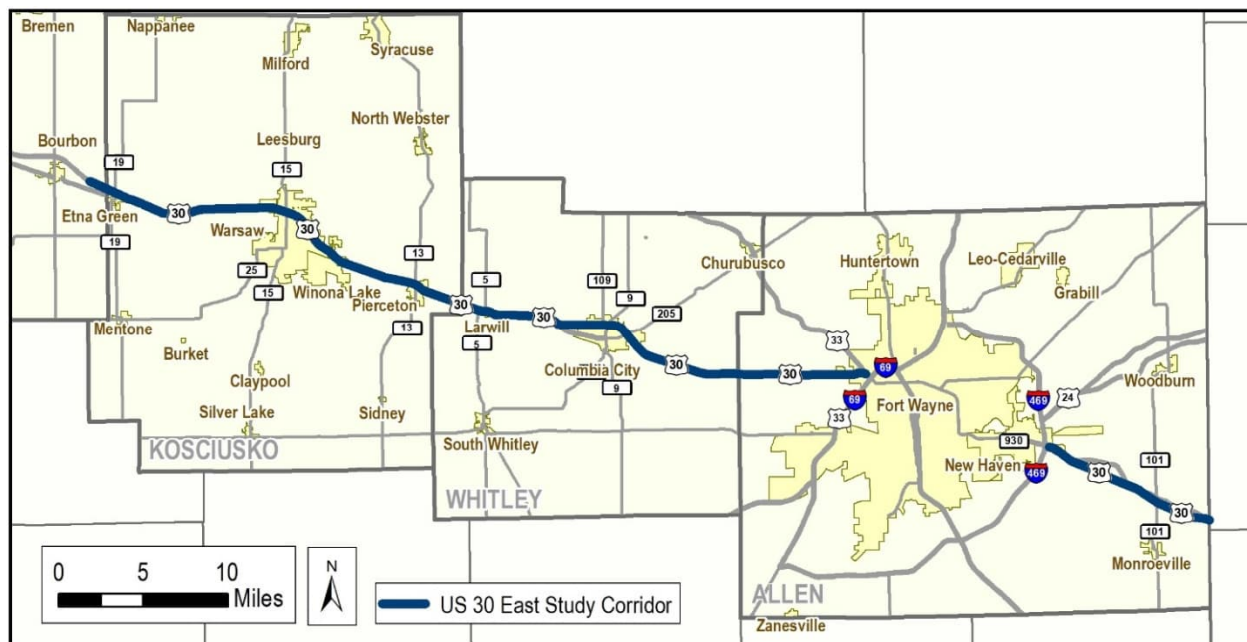 Bremen
Nappanee
Syracuse
Milford
North Webster
Bourbon
Leesburg
19
15
Etna Green
30
Warsaw
30
19
13
25
15
Winona Lake
Pierceton
30
5
109
9
205
Churubusco
Huntertown
Leo-Cedarville
Grabill
Mentone
Burket
13
Larwill
5
30
Columbia City
9
30
30
33
69
69
Fort Wayne
33
469
24
Woodburn
Claypool
Silver Lake
Sidney
South Whitley
930
New Haven
469
101
30
30
101
Monroeville
KOSCIUSKO
WHITLEY
ALLEN
Zanesville
0 5 10
Miles
N
US 30 East Study Corridor